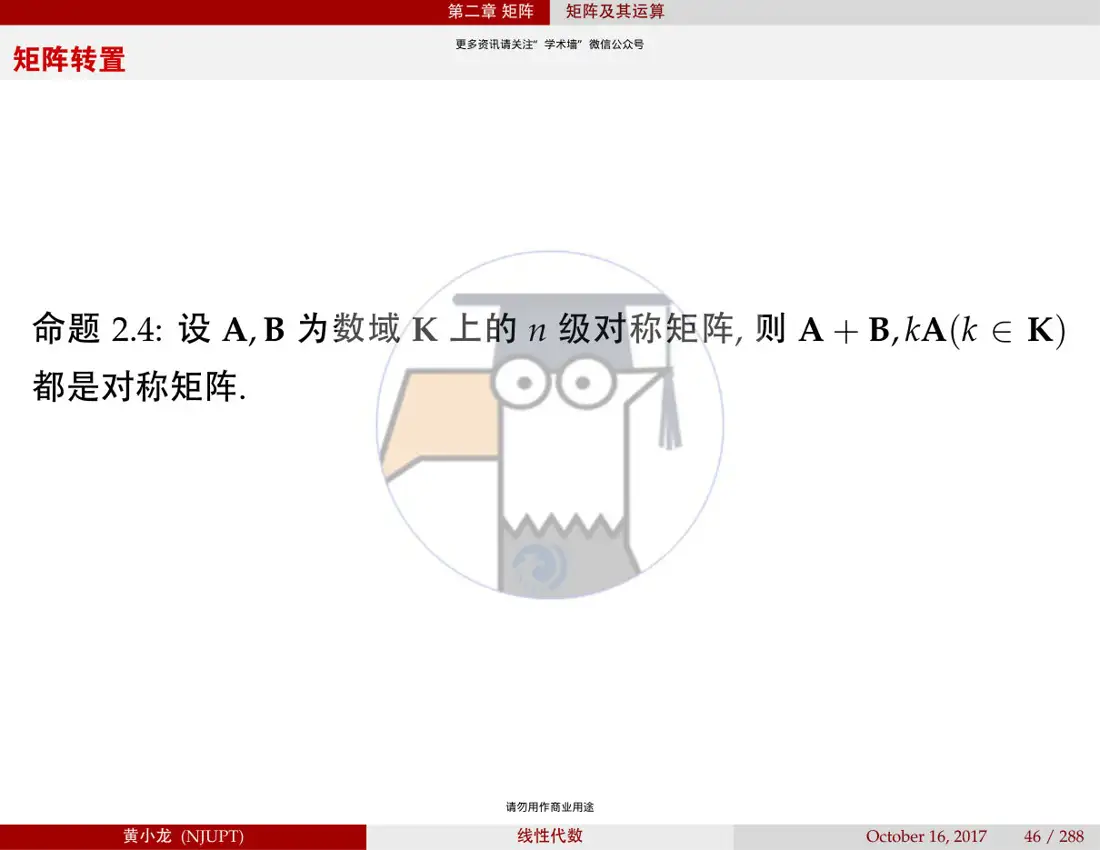 第二章 矩阵 矩阵及其运算
更多资讯请关注“学术墙”微信公众号
矩阵转置
命题 2.4: 设 A, B 为数域 K 上的 n 级对称矩阵, 则 A + B, kA(k ∈ K)
都是对称矩阵.
请勿用作商业用途
黄小龙 (NJUPT) 线性代数 October 16, 2017 46 / 288